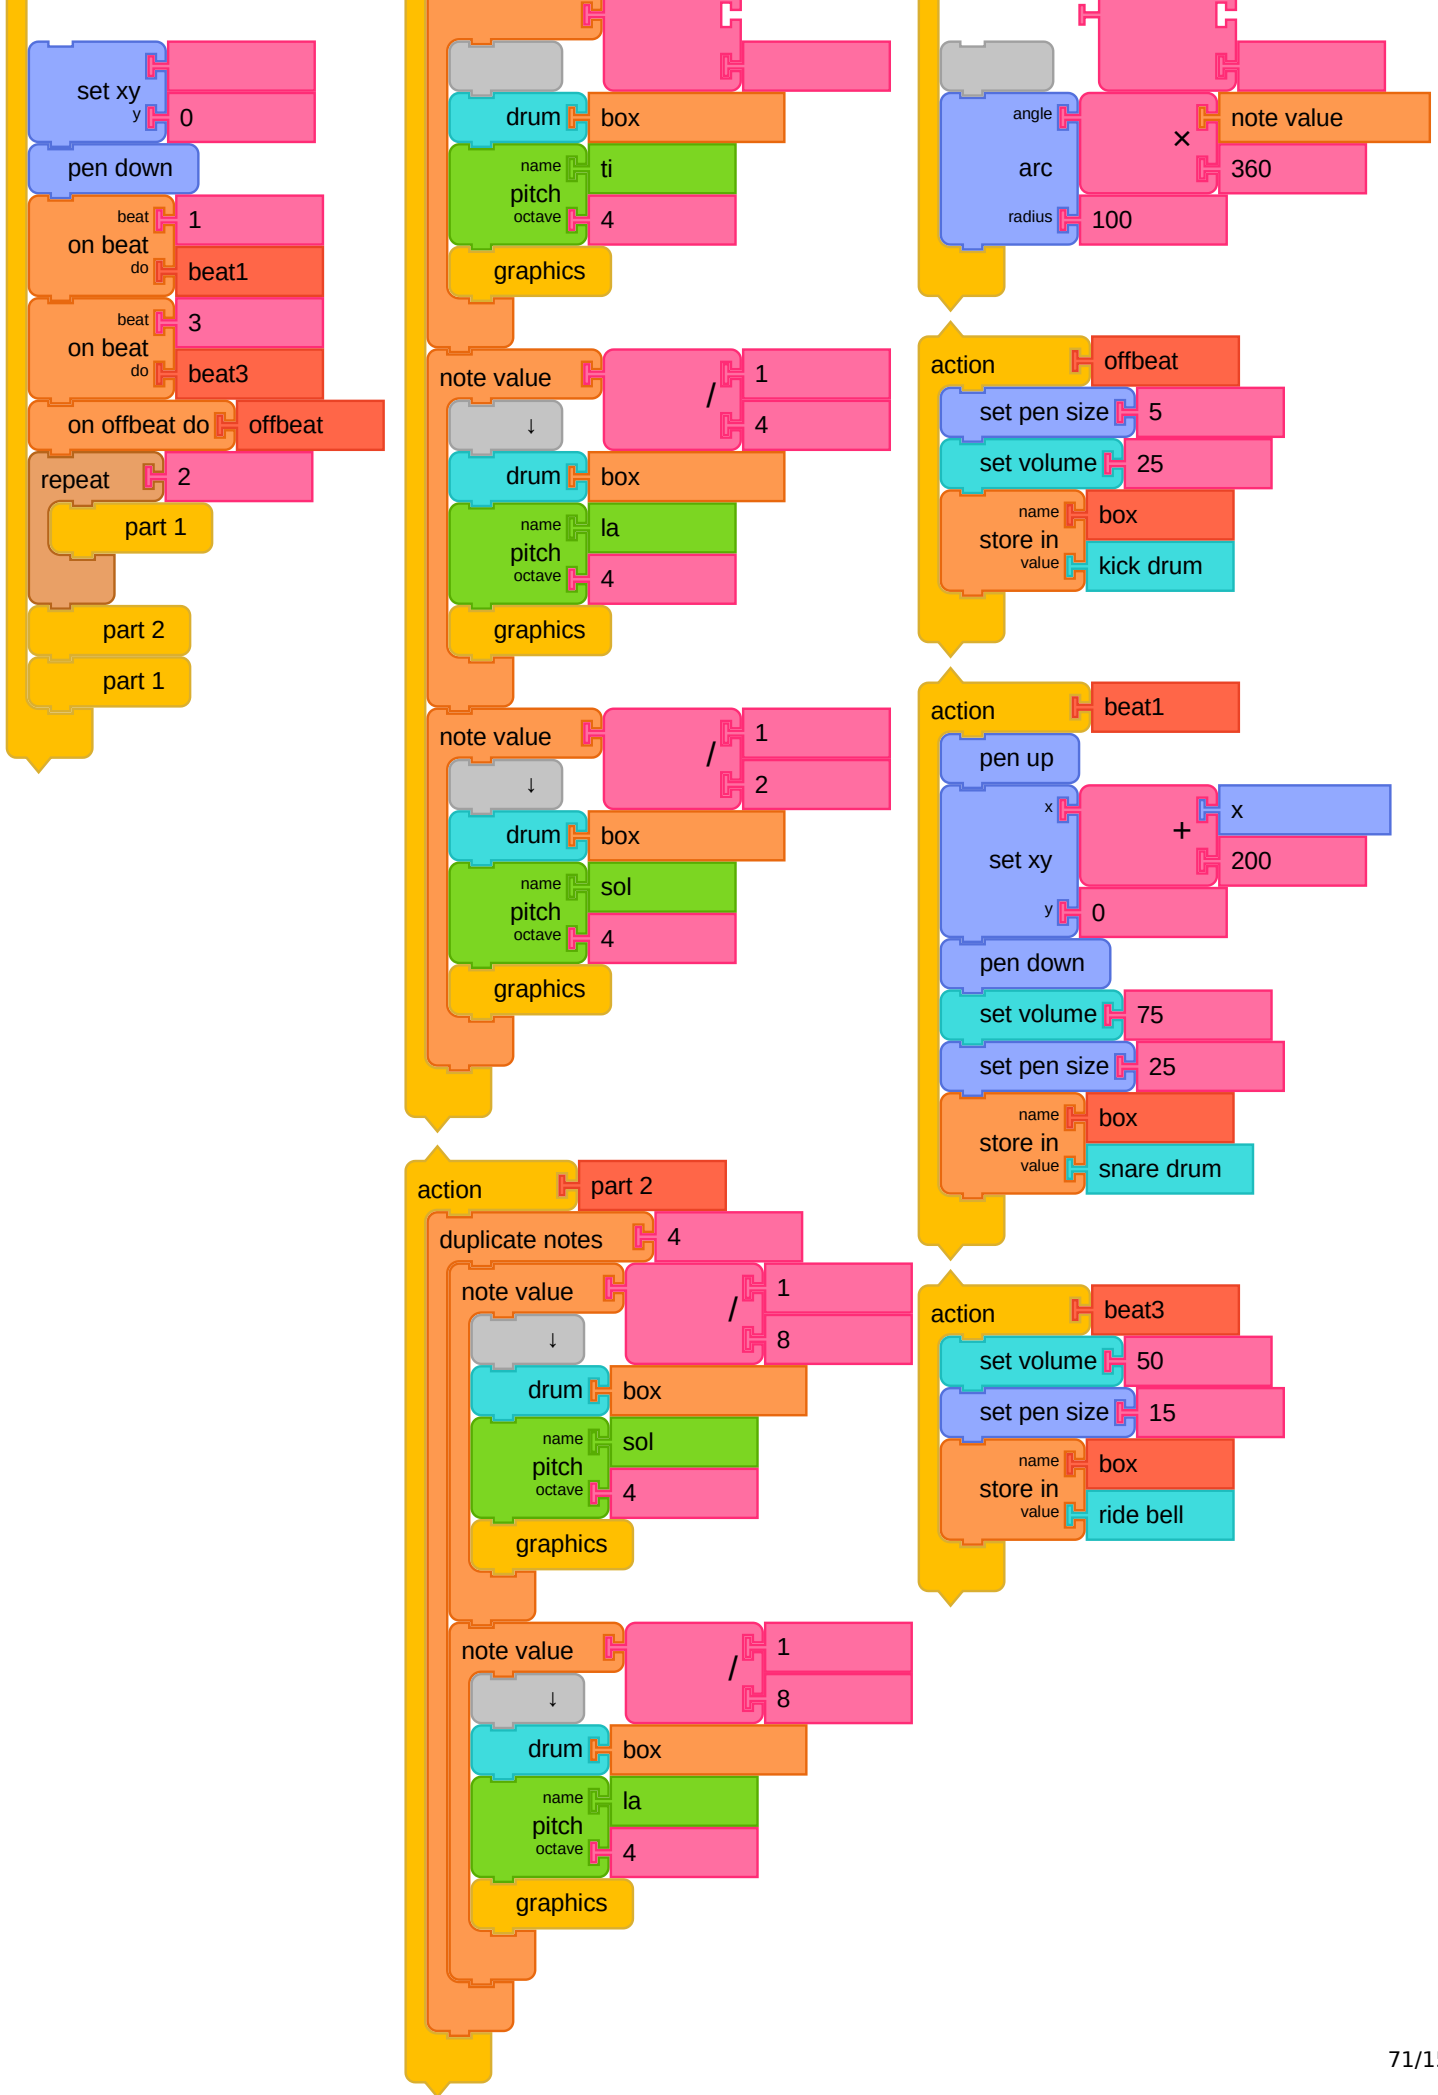 set xy
y 0
pen down
beat 1
on beat
do beat1
beat 3
on beat
do beat3
on offbeat do offbeat
repeat 2
part 1
part 2
part 1
drum box
name ti
pitch
octave 4
graphics
note value / 1
↓ 4
drum box
name la
pitch
octave 4
graphics
note value / 1
↓ 2
drum box
name sol
pitch
octave 4
graphics
action part 2
duplicate notes 4
note value / 1
↓ 8
drum box
name sol
pitch
octave 4
graphics
note value / 1
↓ 8
drum box
name la
pitch
octave 4
graphics
angle × note value
arc 360
radius 100
action offbeat
set pen size 5
set volume 25
name box
store in
value kick drum
action beat1
pen up
x + x
set xy 200
y 0
pen down
set volume 75
set pen size 25
name box
store in
value snare drum
action beat3
set volume 50
set pen size 15
name box
store in
value ride bell